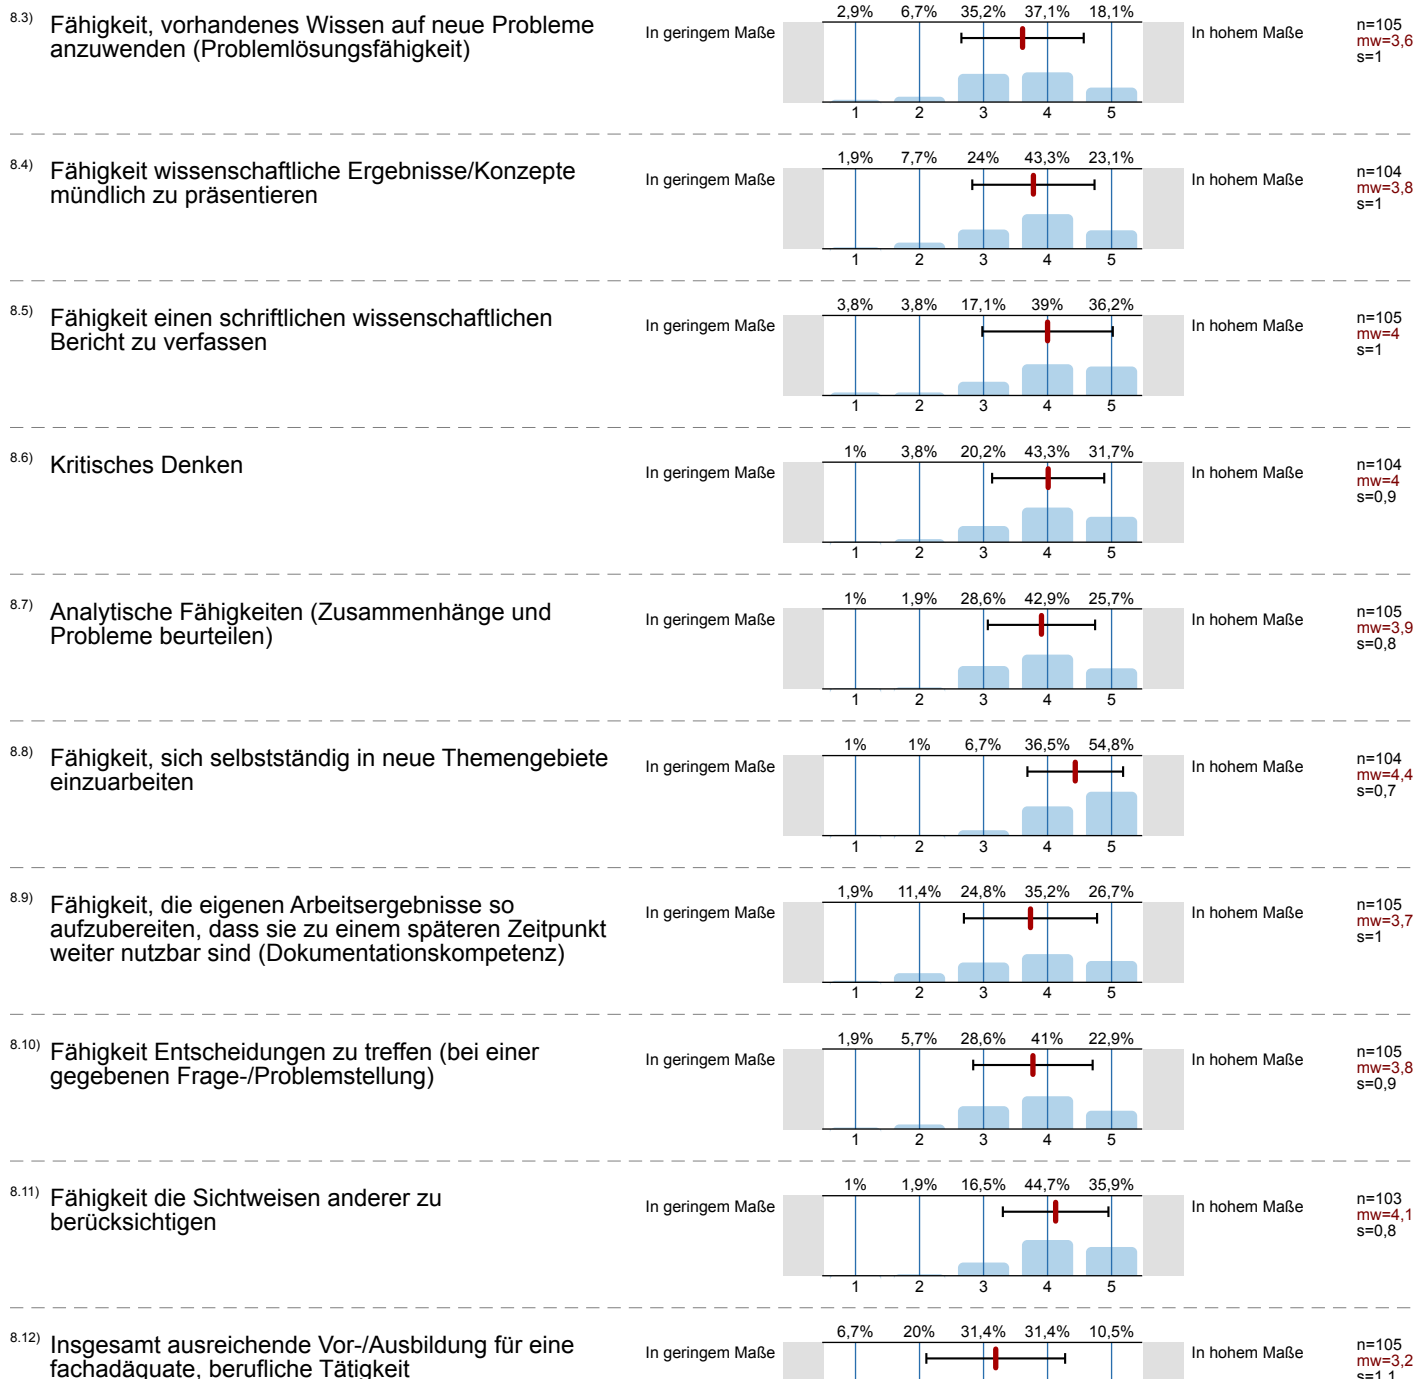 8.3) Fähigkeit, vorhandenes Wissen auf neue Probleme
anzuwenden (Problemlösungsfähigkeit)
In geringem Maße
2,9% 6,7% 35,2% 37,1% 18,1%
1 2 3 4 5
In hohem Maße
n=105
mw=3,6
s=1
8.4) Fähigkeit wissenschaftliche Ergebnisse/Konzepte
mündlich zu präsentieren
In geringem Maße
1,9% 7,7% 24% 43,3% 23,1%
1 2 3 4 5
In hohem Maße
n=104
mw=3,8
s=1
8.5) Fähigkeit einen schriftlichen wissenschaftlichen
Bericht zu verfassen
In geringem Maße
3,8% 3,8% 17,1% 39% 36,2%
1 2 3 4 5
In hohem Maße
n=105
mw=4
s=1
8.6) Kritisches Denken
In geringem Maße
1% 3,8% 20,2% 43,3% 31,7%
1 2 3 4 5
In hohem Maße
n=104
mw=4
s=0,9
8.7) Analytische Fähigkeiten (Zusammenhänge und
Probleme beurteilen)
In geringem Maße
1% 1,9% 28,6% 42,9% 25,7%
1 2 3 4 5
In hohem Maße
n=105
mw=3,9
s=0,8
8.8) Fähigkeit, sich selbstständig in neue Themengebiete
einzuarbeiten
In geringem Maße
1% 1% 6,7% 36,5% 54,8%
1 2 3 4 5
In hohem Maße
n=104
mw=4,4
s=0,7
8.9) Fähigkeit, die eigenen Arbeitsergebnisse so
aufzubereiten, dass sie zu einem späteren Zeitpunkt
weiter nutzbar sind (Dokumentationskompetenz)
In geringem Maße
1,9% 11,4% 24,8% 35,2% 26,7%
1 2 3 4 5
In hohem Maße
n=105
mw=3,7
s=1
8.10) Fähigkeit Entscheidungen zu treffen (bei einer
gegebenen Frage-/Problemstellung)
In geringem Maße
1,9% 5,7% 28,6% 41% 22,9%
1 2 3 4 5
In hohem Maße
n=105
mw=3,8
s=0,9
8.11) Fähigkeit die Sichtweisen anderer zu
berücksichtigen
In geringem Maße
1% 1,9% 16,5% 44,7% 35,9%
1 2 3 4 5
In hohem Maße
n=103
mw=4,1
s=0,8
8.12) Insgesamt ausreichende Vor-/Ausbildung für eine
fachadäquate, berufliche Tätigkeit
In geringem Maße
6,7% 20% 31,4% 31,4% 10,5%
In hohem Maße
n=105
mw=3,2
s=1,1